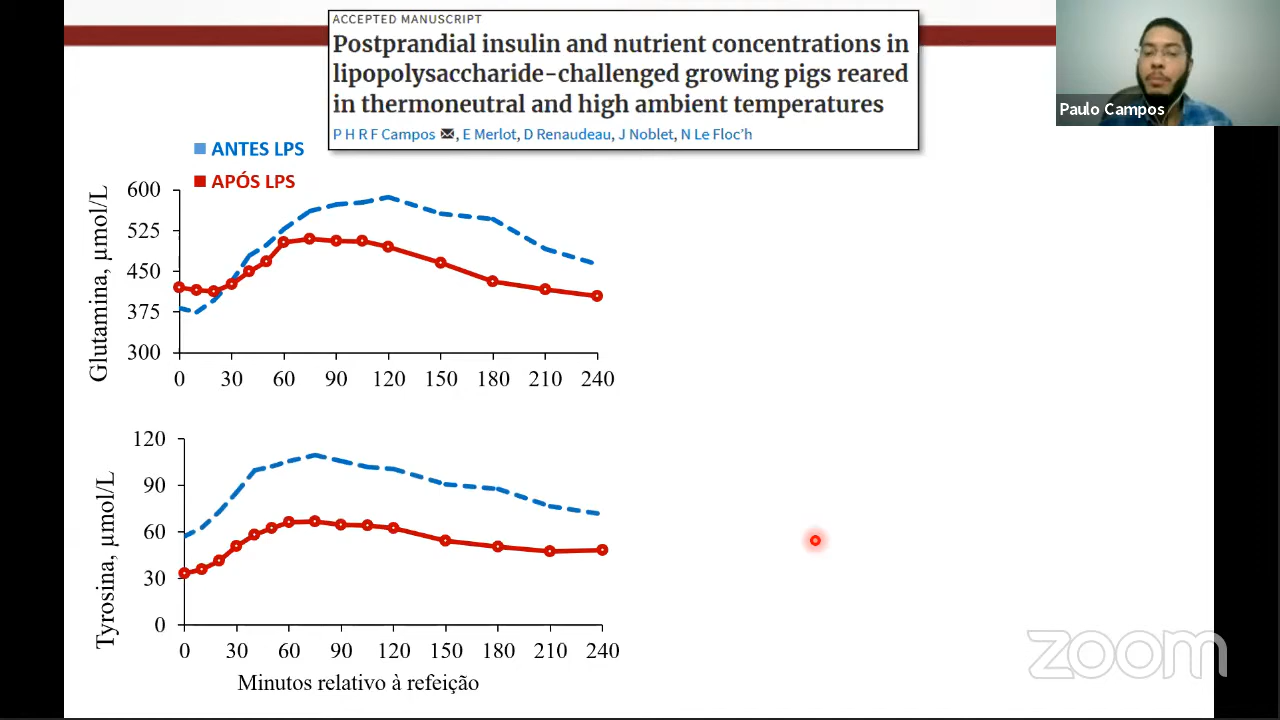 ACCEPTED MANUSCRIPT
Postprandial insulin and nutrient concentrations in
lipopolysaccharide-challenged growing pigs reared
in thermoneutral and high ambient temperatures
P H R F Campos ✉, E Merlot, D Renaudeau, J Noblet, N Le Floc’h
Paulo Campos
ANTES LPS
APÓS LPS
Glutamina, µmol/L
600
525
450
375
300
0 30 60 90 120 150 180 210 240
Tyrosina, µmol/L
120
90
60
30
0
0 30 60 90 120 150 180 210 240
Minutos relativo à refeição
zoom